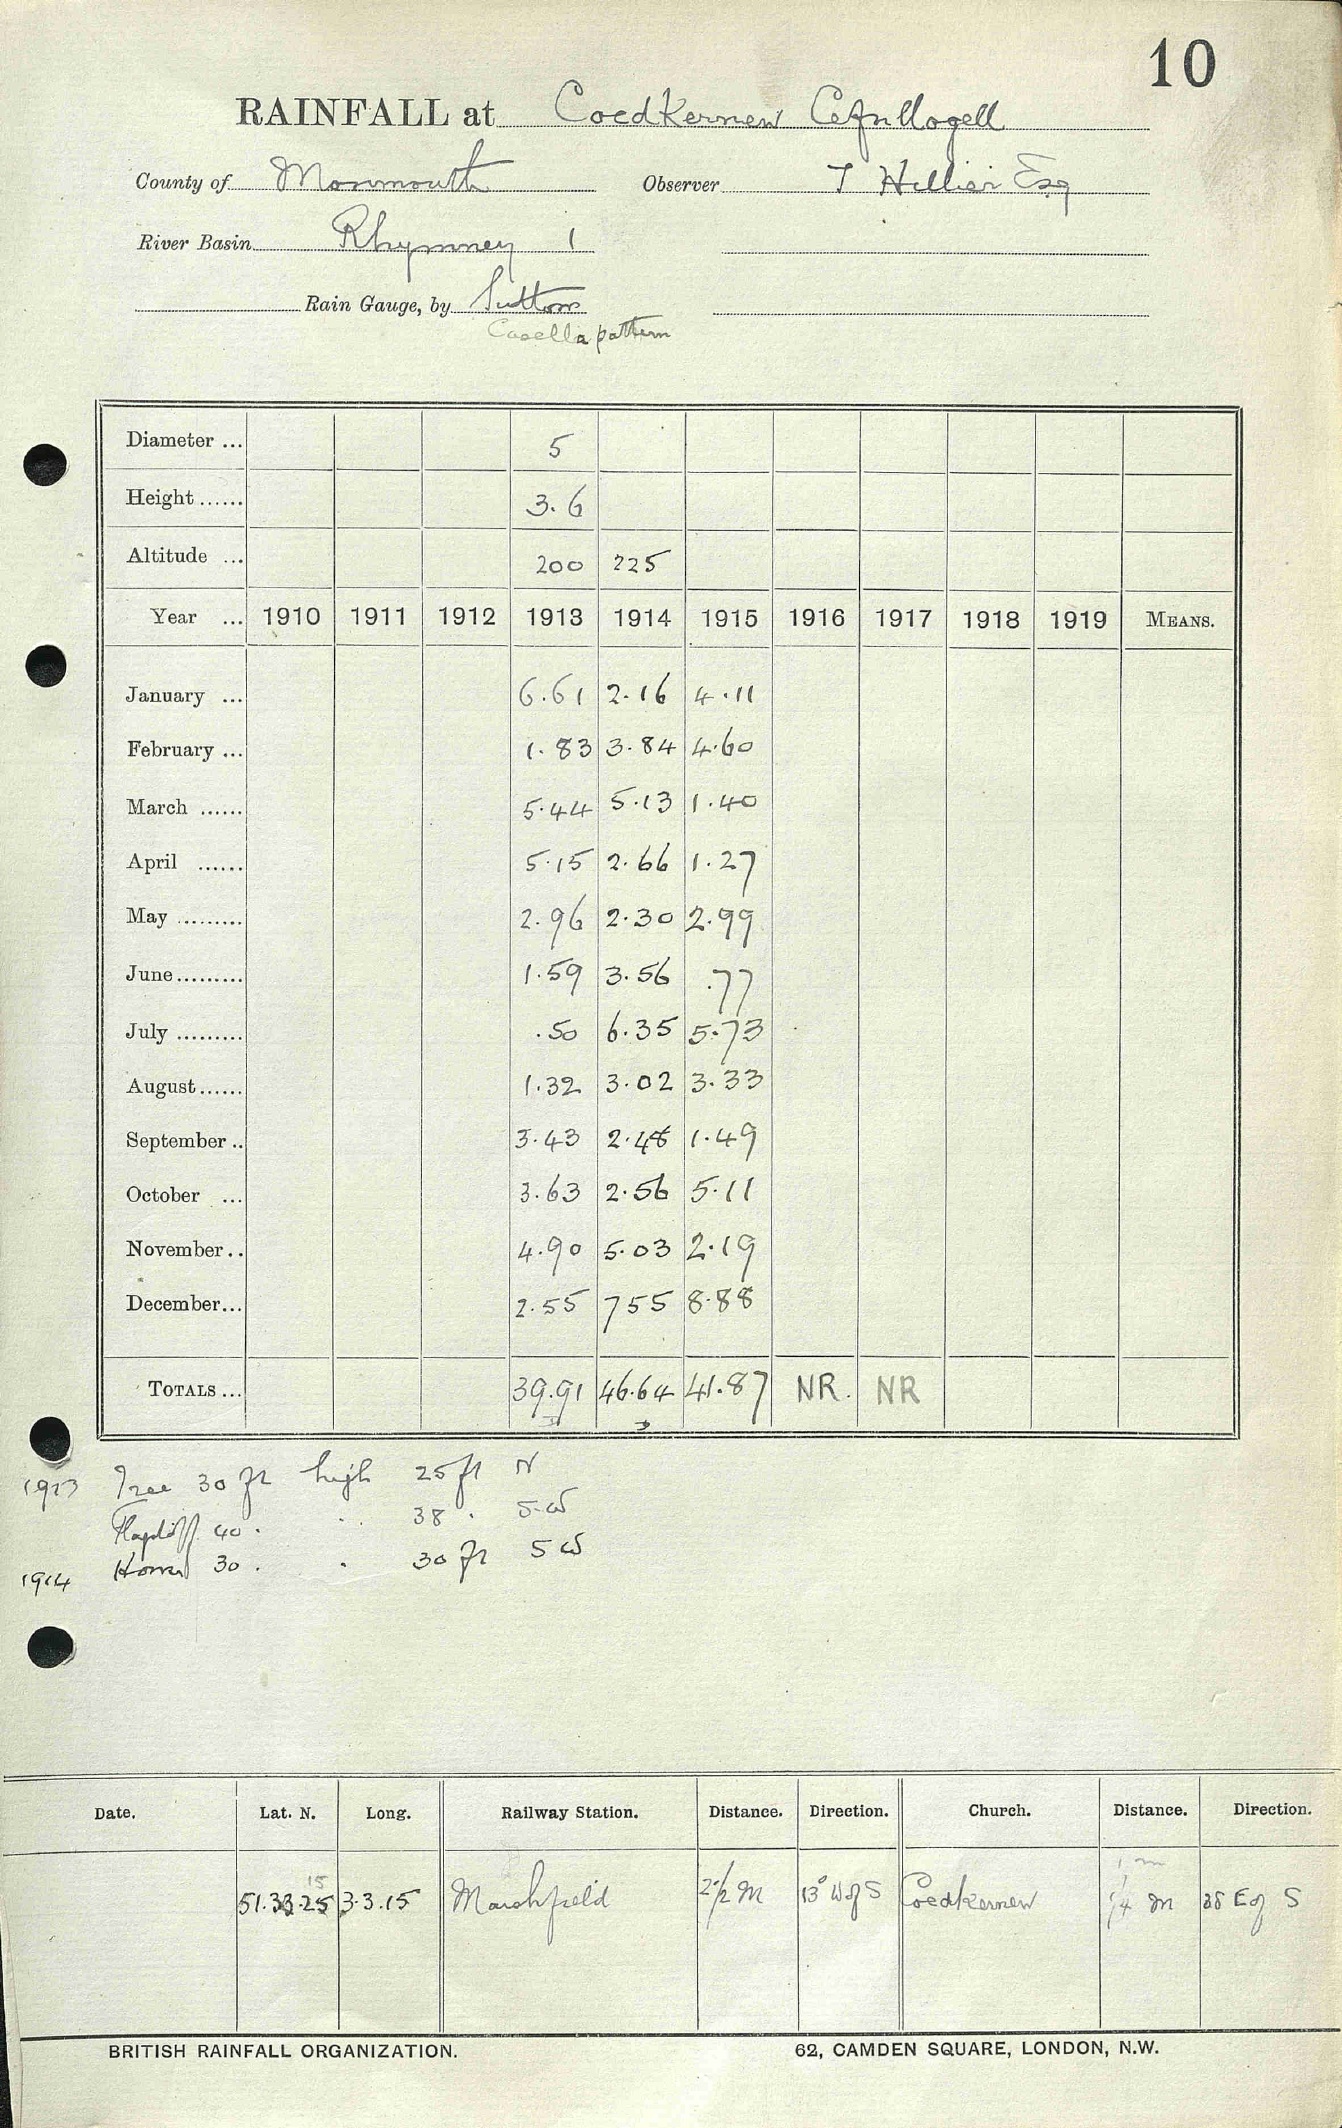 10
RAINFALL at Coedkernew Cefnllogell
County of Monmouth Observer T Hillier Esq
River Basin Rhymney 1
Rain Gauge, by Sutton
Casella pattern
Diameter ... 5
Height ...... 3.6
Altitude ... 200 225
Year ... 1910 1911 1912 1913 1914 1915 1916 1917 1918 1919 MEANS.
January ... 6.61 2.16 4.11
February ... 1.83 3.84 4.60
March ...... 5.44 5.13 1.40
April ...... 5.15 2.66 1.27
May ......... 2.96 2.30 2.99
June ......... 1.59 3.56 .77
July ......... .50 6.35 5.73
August ...... 1.32 3.02 3.33
September .. 3.43 2.48 1.49
October ... 3.63 2.56 5.11
November .. 4.90 5.03 2.19
December ... 2.55 755 8.88
TOTALS ... 39.91 46.64 41.87 NR. NR
1913 Tree 30 ft high 25 ft N
Flagstaff 40 . . . 38 . S.W
1914 House 30 . . 30 ft SW
Date. Lat. N. Long. Railway Station. Distance. Direction. Church. Distance. Direction.
15 1 m
51.33.25 3.3.15 Marshfield 2½ M 13° W of S Coedkernew ¼ m 38 E of S
BRITISH RAINFALL ORGANIZATION. 62, CAMDEN SQUARE, LONDON, N.W.